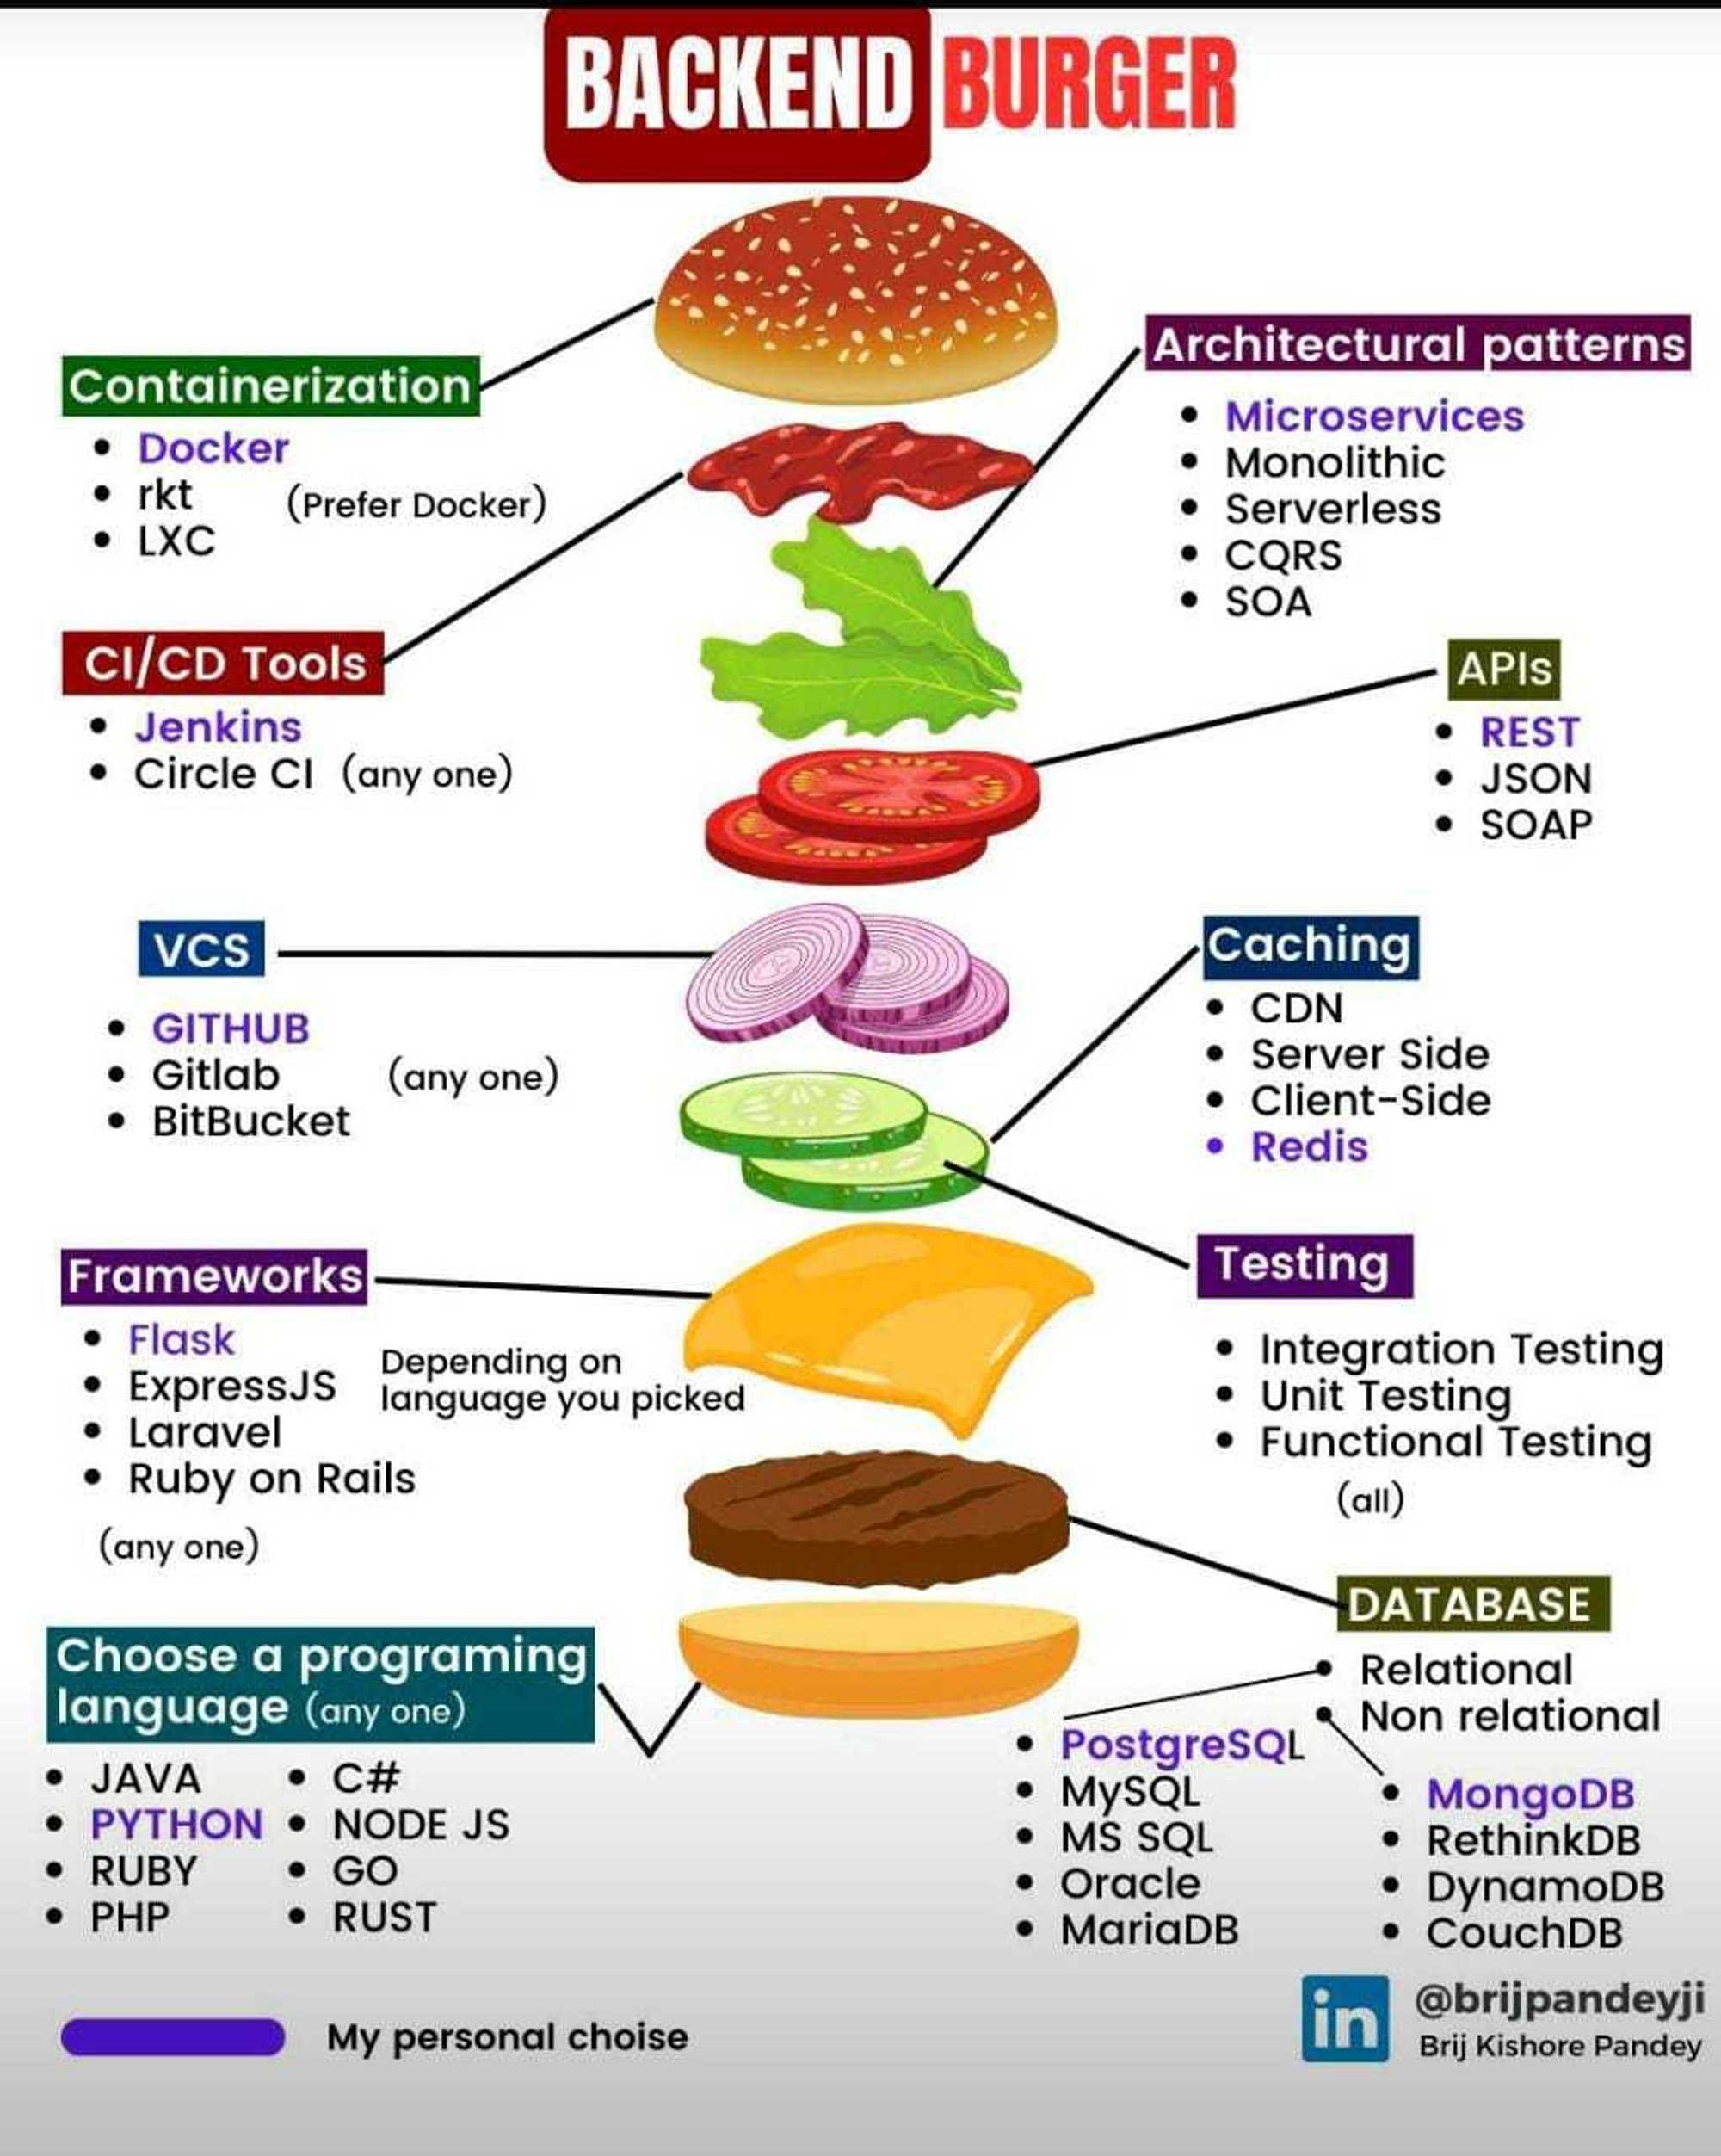 BACKEND BURGER
Containerization
Docker
rkt
(Prefer Docker)
LXC
Architectural patterns
Microservices
Monolithic
Serverless
CQRS
SOA
CI/CD Tools
Jenkins
Circle CI (any one)
APIs
REST
JSON
SOAP
VCS
GITHUB
Gitlab
(any one)
BitBucket
Caching
CDN
Server Side
Client-Side
Redis
Frameworks
Flask
ExpressJS
Laravel
Ruby on Rails
Depending on
language you picked
(any one)
Testing
Integration Testing
Unit Testing
Functional Testing
(all)
DATABASE
Relational
Non relational
PostgreSQL
MySQL
MS SQL
Oracle
MariaDB
MongoDB
RethinkDB
DynamoDB
CouchDB
Choose a programing
language (any one)
JAVA
PYTHON
RUBY
PHP
C#
NODE JS
GO
RUST
My personal choise
in
@brijpandeyji
Brij Kishore Pandey